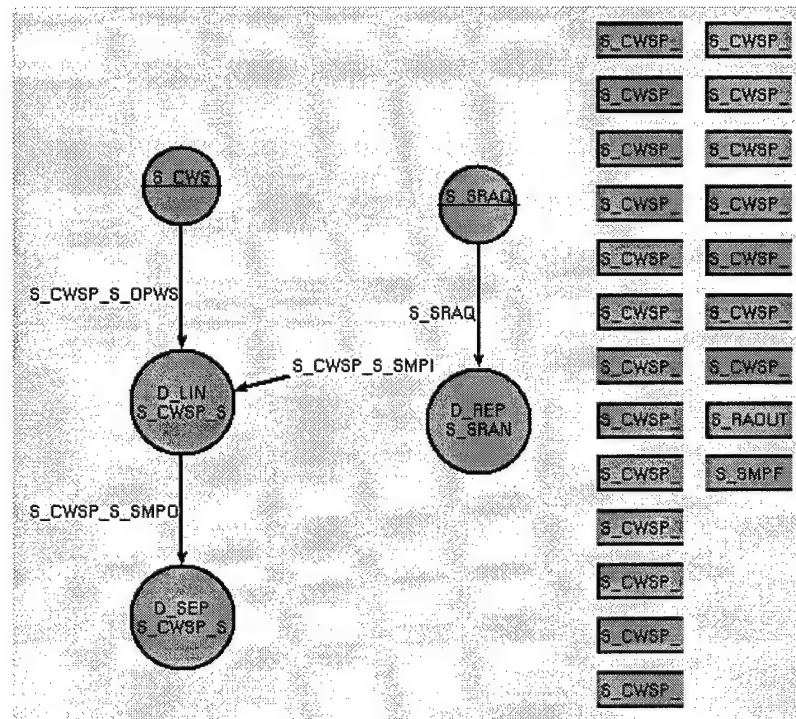 S_CWS
S_SRAQ
S_CWSP_S_OPWS
S_SRAQ
S_CWSP_S_SMPI
D_LIN
S_CWSP_S
D_REP
S_SRAN
S_CWSP_S_SMPO
D_SEP
S_CWSP_S
S_CWSP_ S_CWSP_
S_CWSP_ S_CWSP_
S_CWSP_ S_CWSP_
S_CWSP_ S_CWSP_
S_CWSP_ S_CWSP_
S_CWSP_ S_CWSP_
S_CWSP_ S_CWSP_
S_CWSP_ S_RAOUT
S_CWSP_ S_SMPF
S_CWSP_
S_CWSP_
S_CWSP_
S_CWSP_